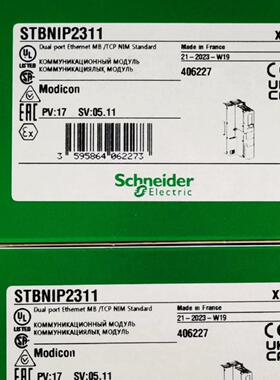 STBNIP2311
X
Dual port Ethernet MB /TCP NIM Standard
Made in France
КОММУНИКАЦИОННЫЙ МОДУЛЬ
21-2023-W19
КОММУНИКАЦИЙНИЙ МОДУЛЬ
406227
Modicon
PV:17 SV:05.11
3 595864 062273
Schneider
Electric
STBNIP2311
X
Dual port Ethernet MB /TCP NIM Standard
Made in France
КОММУНИКАЦИОННЫЙ МОДУЛЬ
21-2023-W19
КОММУНИКАЦИЙНИЙ МОДУЛЬ
406227
Modicon
PV:17 SV:05.11